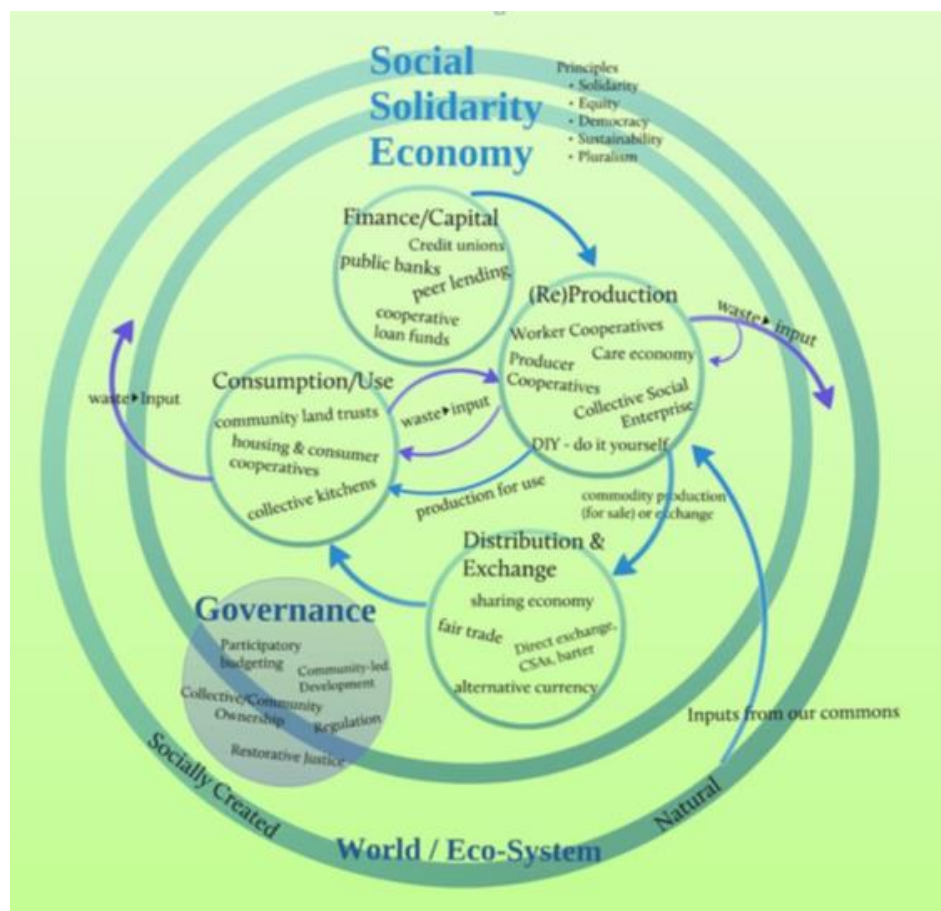 Social
Solidarity
Economy
Principles
• Solidarity
• Equity
• Democracy
• Sustainability
• Pluralism
Finance/Capital
Credit unions
public banks
peer lending
cooperative
loan funds
(Re)Production
Worker Cooperatives
Care economy
Producer
Cooperatives
Collective Social
Enterprise
DIY - do it yourself
waste▸input
Consumption/Use
community land trusts
housing & consumer
cooperatives
collective kitchens
waste▸input
waste▸Input
production for use
commodity production
(for sale) or exchange
Distribution &
Exchange
sharing economy
fair trade
Direct exchange,
CSAs, barter
alternative currency
Governance
Participatory
budgeting
Community-led
Development
Collective/Community
Ownership
Regulation
Restorative Justice
Inputs from our commons
Socially Created
Natural
World / Eco-System